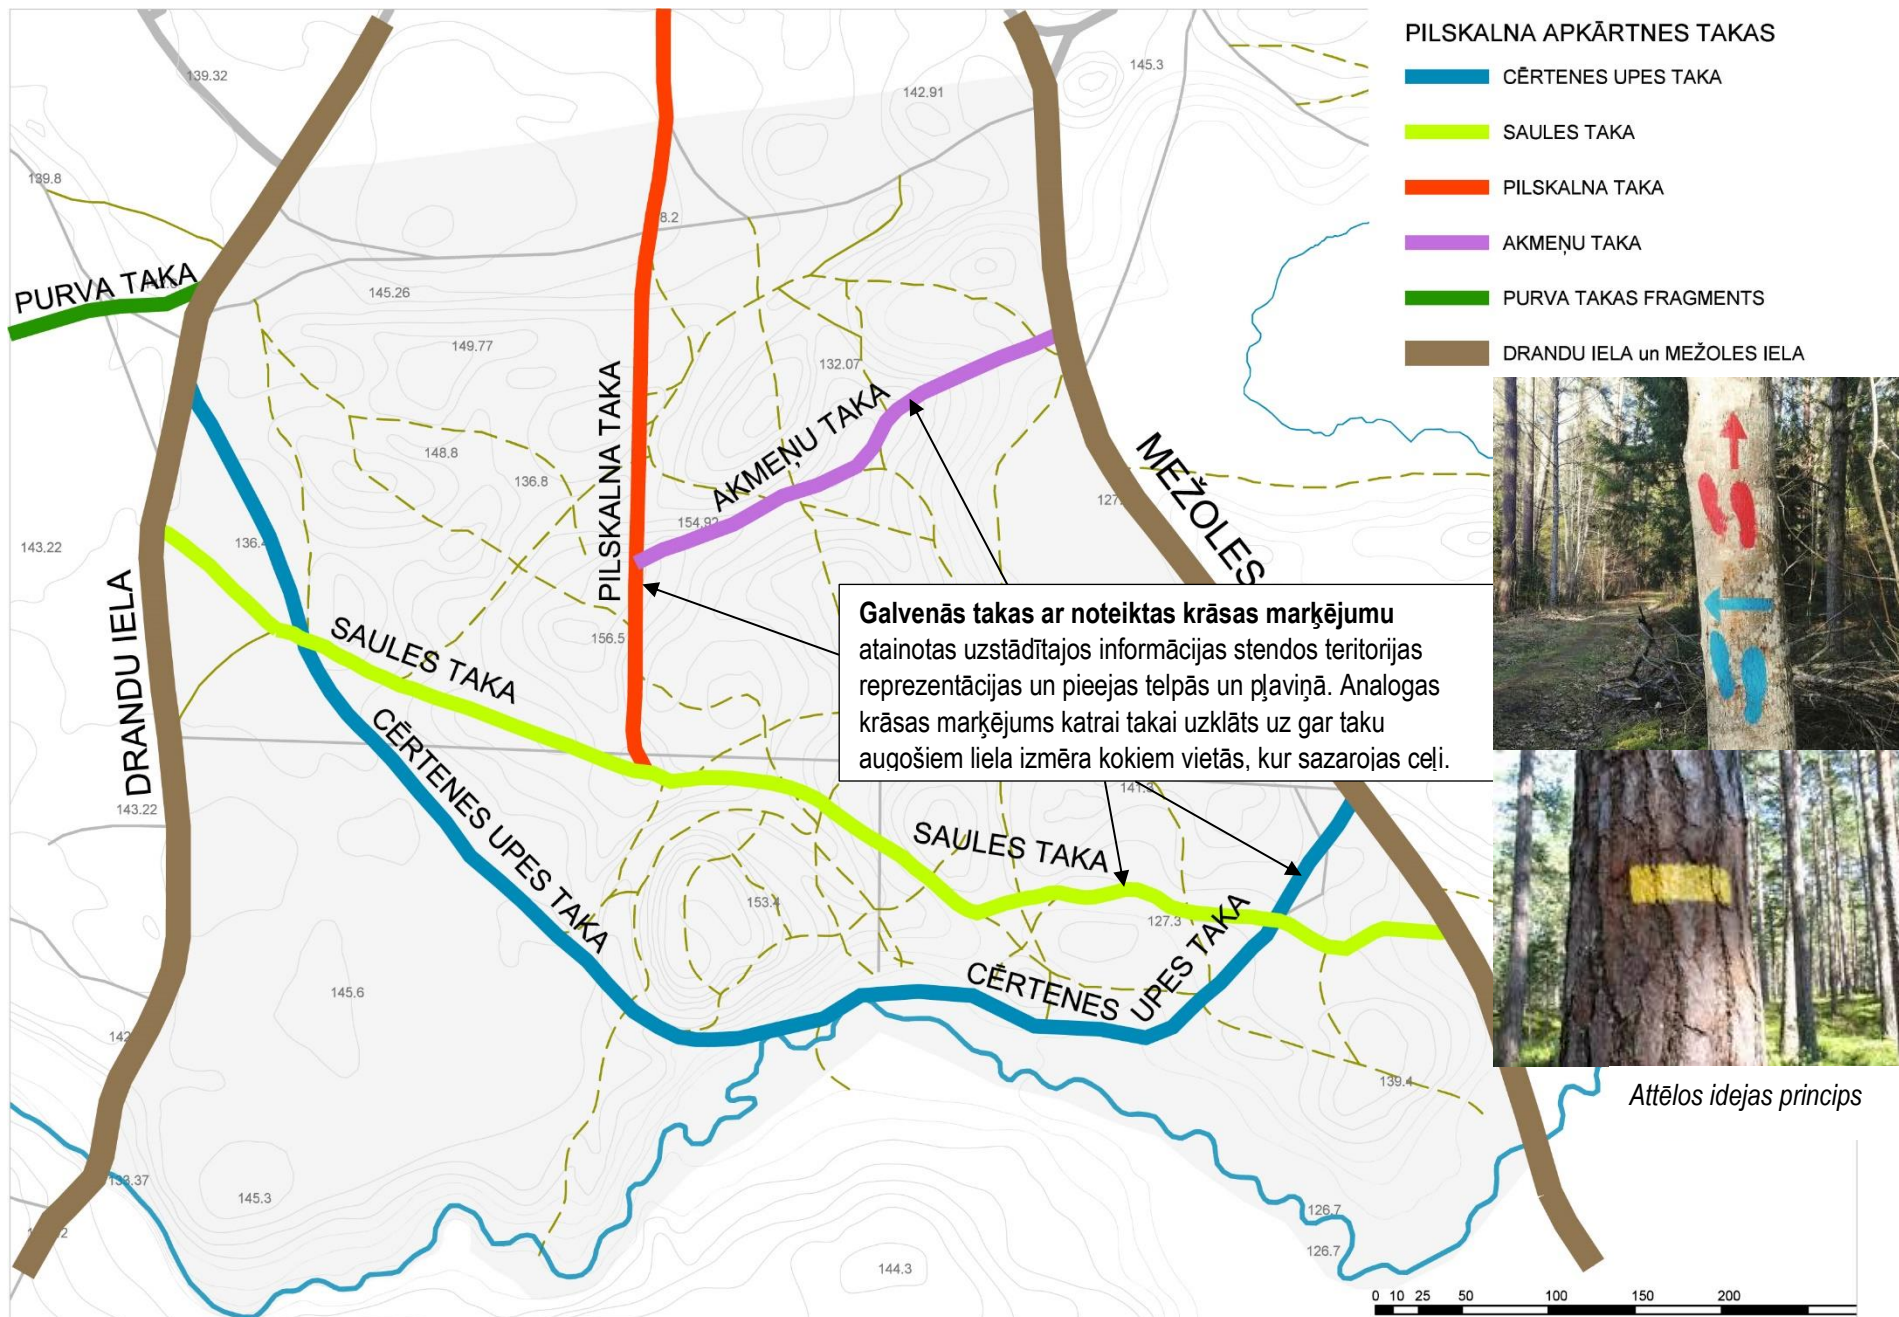 PILSKALNA APKĀRTNES TAKAS
CĒRTENES UPES TAKA
SAULES TAKA
PILSKALNA TAKA
AKMEŅU TAKA
PURVA TAKAS FRAGMENTS
DRANDU IELA un MEŽOLES IELA
139.32
145.3
142.91
139.8
8.2
PURVA TAKA
145.26
149.77
132.07
PILSKALNA TAKA
AKMEŅU TAKA
MEŽOLES
148.8
136.8
127.
154.92
143.22
136.4
DRANDU IELA
156.5
SAULES TAKA
Galvenās takas ar noteiktas krāsas marķējumu
atainotas uzstādītajos informācijas stendos teritorijas
reprezentācijas un pieejas telpās un pļaviņā. Analogas
krāsas marķējums katrai takai uzklāts uz gar taku
augošiem liela izmēra kokiem vietās, kur sazarojas ceļi.
CĒRTENES UPES TAKA
143.22
141.3
SAULES TAKA
153.4
127.3
145.6
CĒRTENES
UPES TAKA
142
139.4
Attēlos idejas princips
133.37
145.3
126.7
126.7
144.3
0 10 25 50 100 150 200